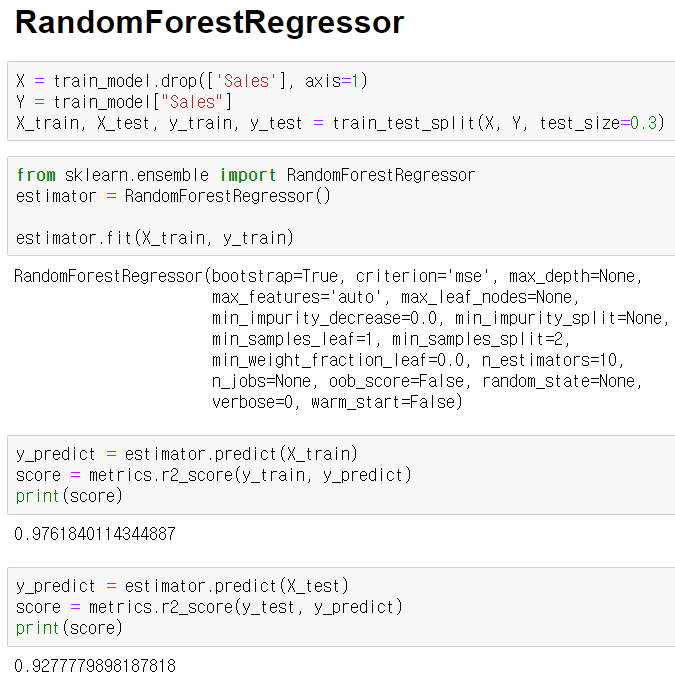 RandomForestRegressor
X = train_model.drop(['Sales'], axis=1)
Y = train_model["Sales"]
X_train, X_test, y_train, y_test = train_test_split(X, Y, test_size=0.3)
from sklearn.ensemble import RandomForestRegressor
estimator = RandomForestRegressor()
estimator.fit(X_train, y_train)
RandomForestRegressor(bootstrap=True, criterion='mse', max_depth=None,
max_features='auto', max_leaf_nodes=None,
min_impurity_decrease=0.0, min_impurity_split=None,
min_samples_leaf=1, min_samples_split=2,
min_weight_fraction_leaf=0.0, n_estimators=10,
n_jobs=None, oob_score=False, random_state=None,
verbose=0, warm_start=False)
y_predict = estimator.predict(X_train)
score = metrics.r2_score(y_train, y_predict)
print(score)
0.9761840114344887
y_predict = estimator.predict(X_test)
score = metrics.r2_score(y_test, y_predict)
print(score)
0.9277779898187818